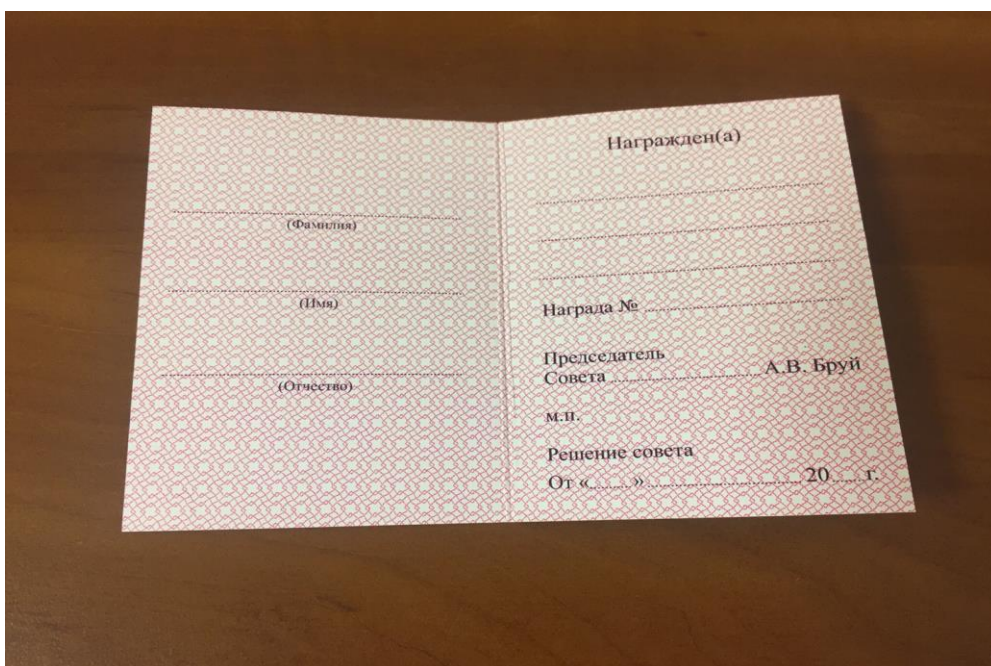 (Фамилия)
(Имя)
(Отчество)
Награжден(а)
Награда № ....................
Председатель
Совета .................... А.В. Бруй
м.п.
Решение совета
От «........» .................... 20......г.